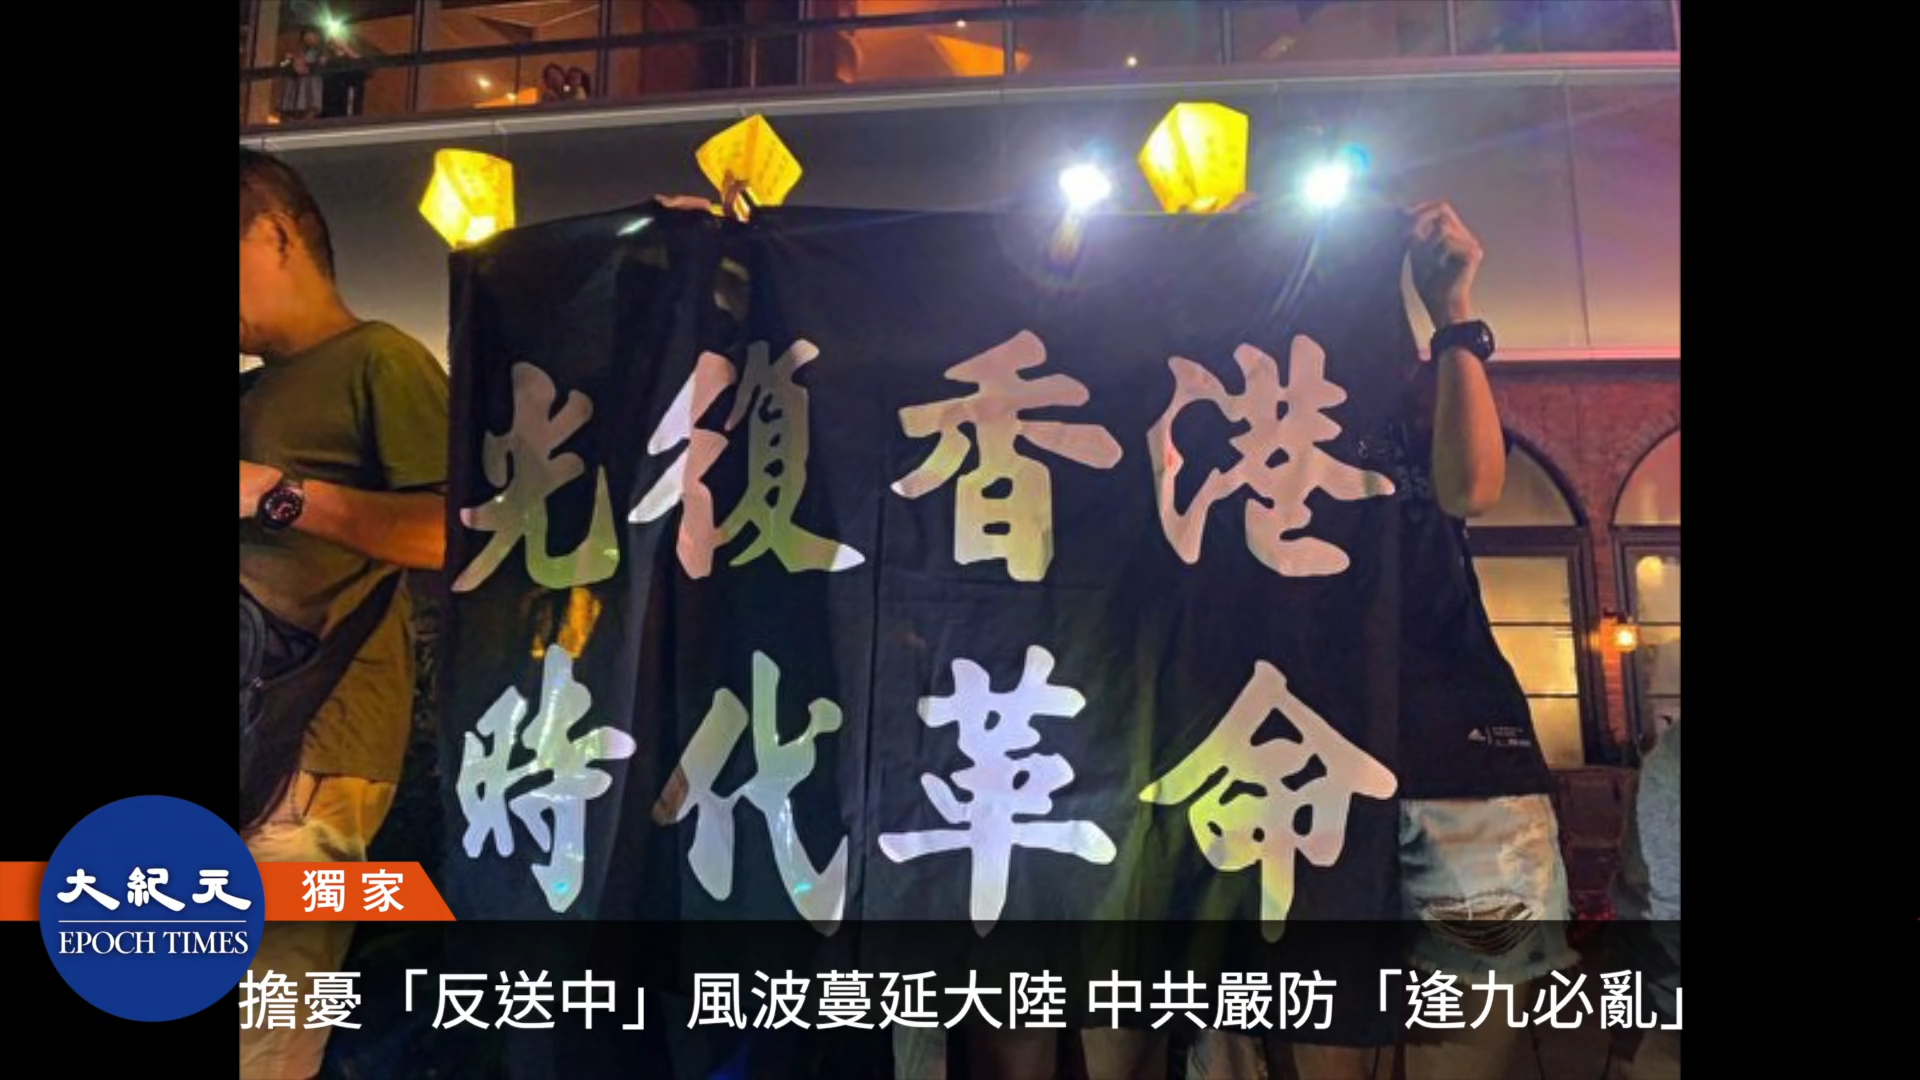 光復香港
時代革命
大紀元
EPOCH TIMES
獨家
擔憂「反送中」風波蔓延大陸 中共嚴防「逢九必亂」